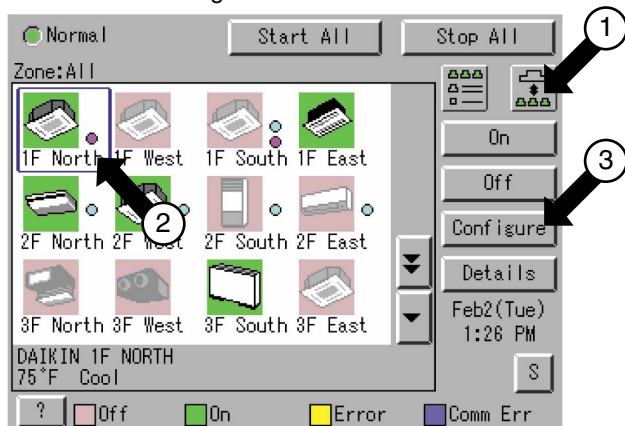 Normal
Start All
Stop All
1
Zone:All
On
3
1F North 1F West 1F South 1F East
Off
2
Configure
2F North 2F West 2F South 2F East
Details
Feb2(Tue)
1:26 PM
3F North 3F West 3F South 3F East
DAIKIN 1F NORTH
75°F Cool
S
? Off On Error Comm Err